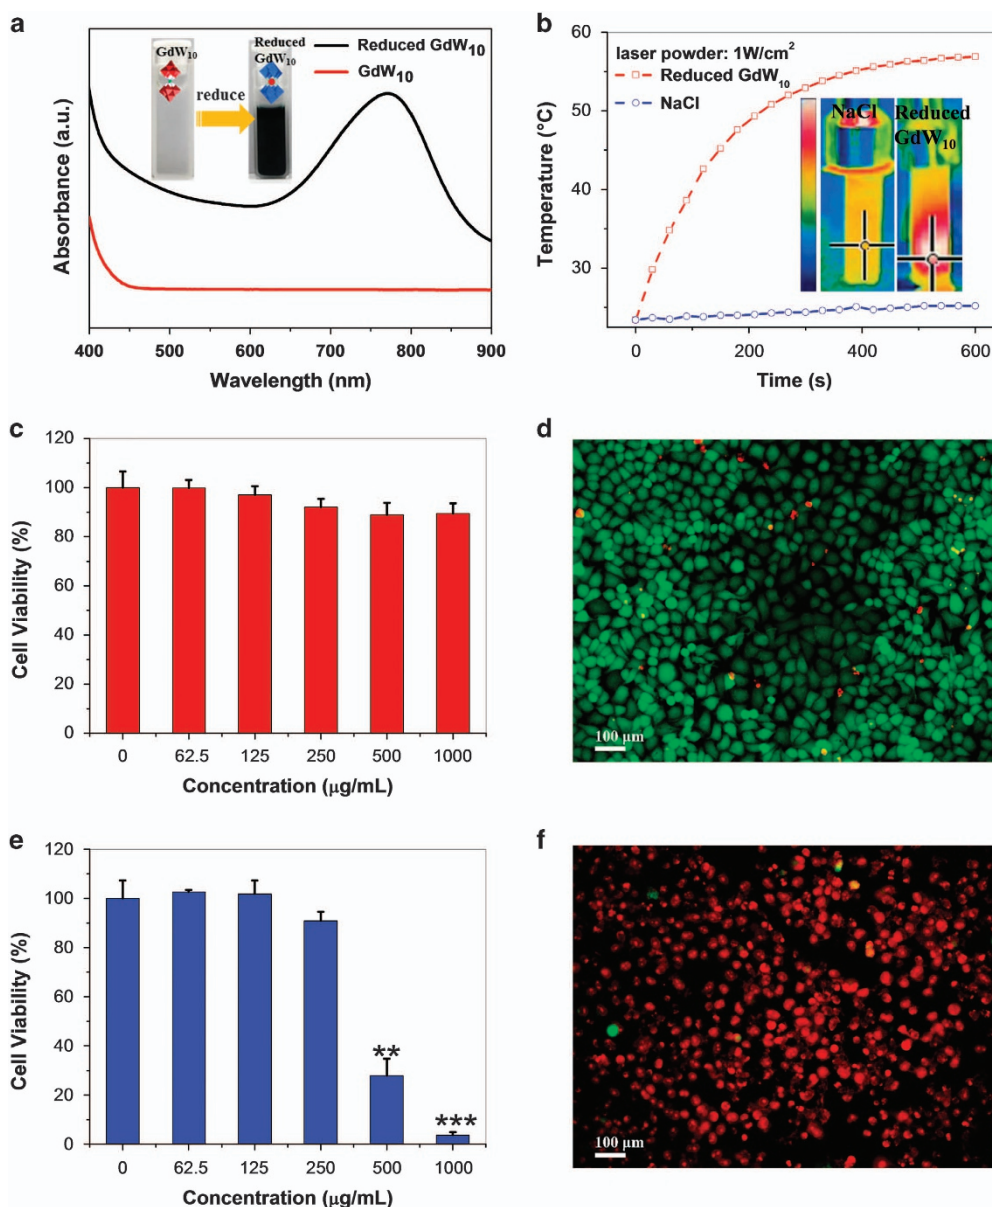 a
GdW₁₀
Reduced
GdW₁₀
reduce
Reduced GdW₁₀
GdW₁₀
Absorbance (a.u.)
400 500 600 700 800 900
Wavelength (nm)
b
laser powder: 1W/cm²
Reduced GdW₁₀
NaCl
NaCl
Reduced
GdW₁₀
Temperature (°C)
60
50
40
30
0 200 400 600
Time (s)
c
Cell Viability (%)
120
100
80
60
40
20
0
0 62.5 125 250 500 1000
Concentration (μg/mL)
d
100 μm
e
Cell Viability (%)
120
100
80
60
40
20
0
**
***
0 62.5 125 250 500 1000
Concentration (μg/mL)
f
100 μm